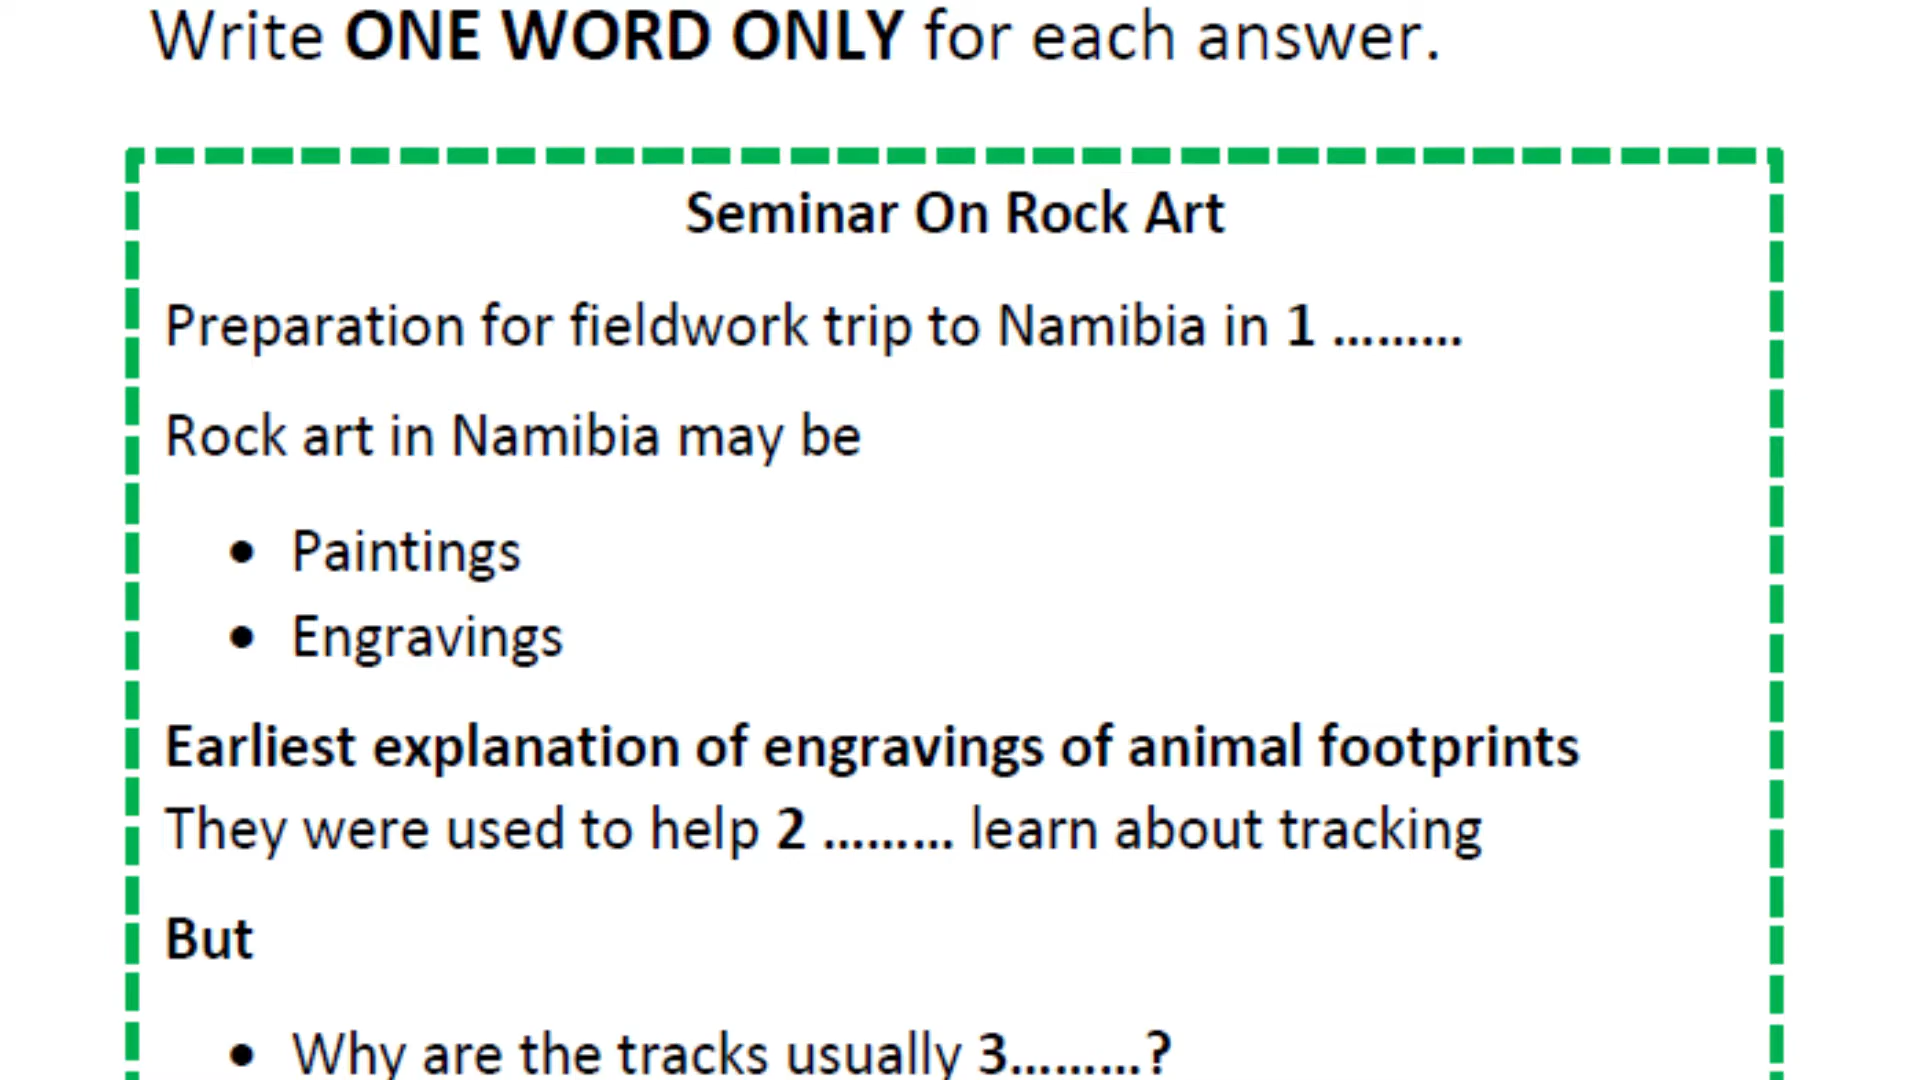 Write ONE WORD ONLY for each answer.
Seminar On Rock Art
Preparation for fieldwork trip to Namibia in 1 .........
Rock art in Namibia may be
• Paintings
• Engravings
Earliest explanation of engravings of animal footprints
They were used to help 2 ......... learn about tracking
But
• Why are the tracks usually 3.........?